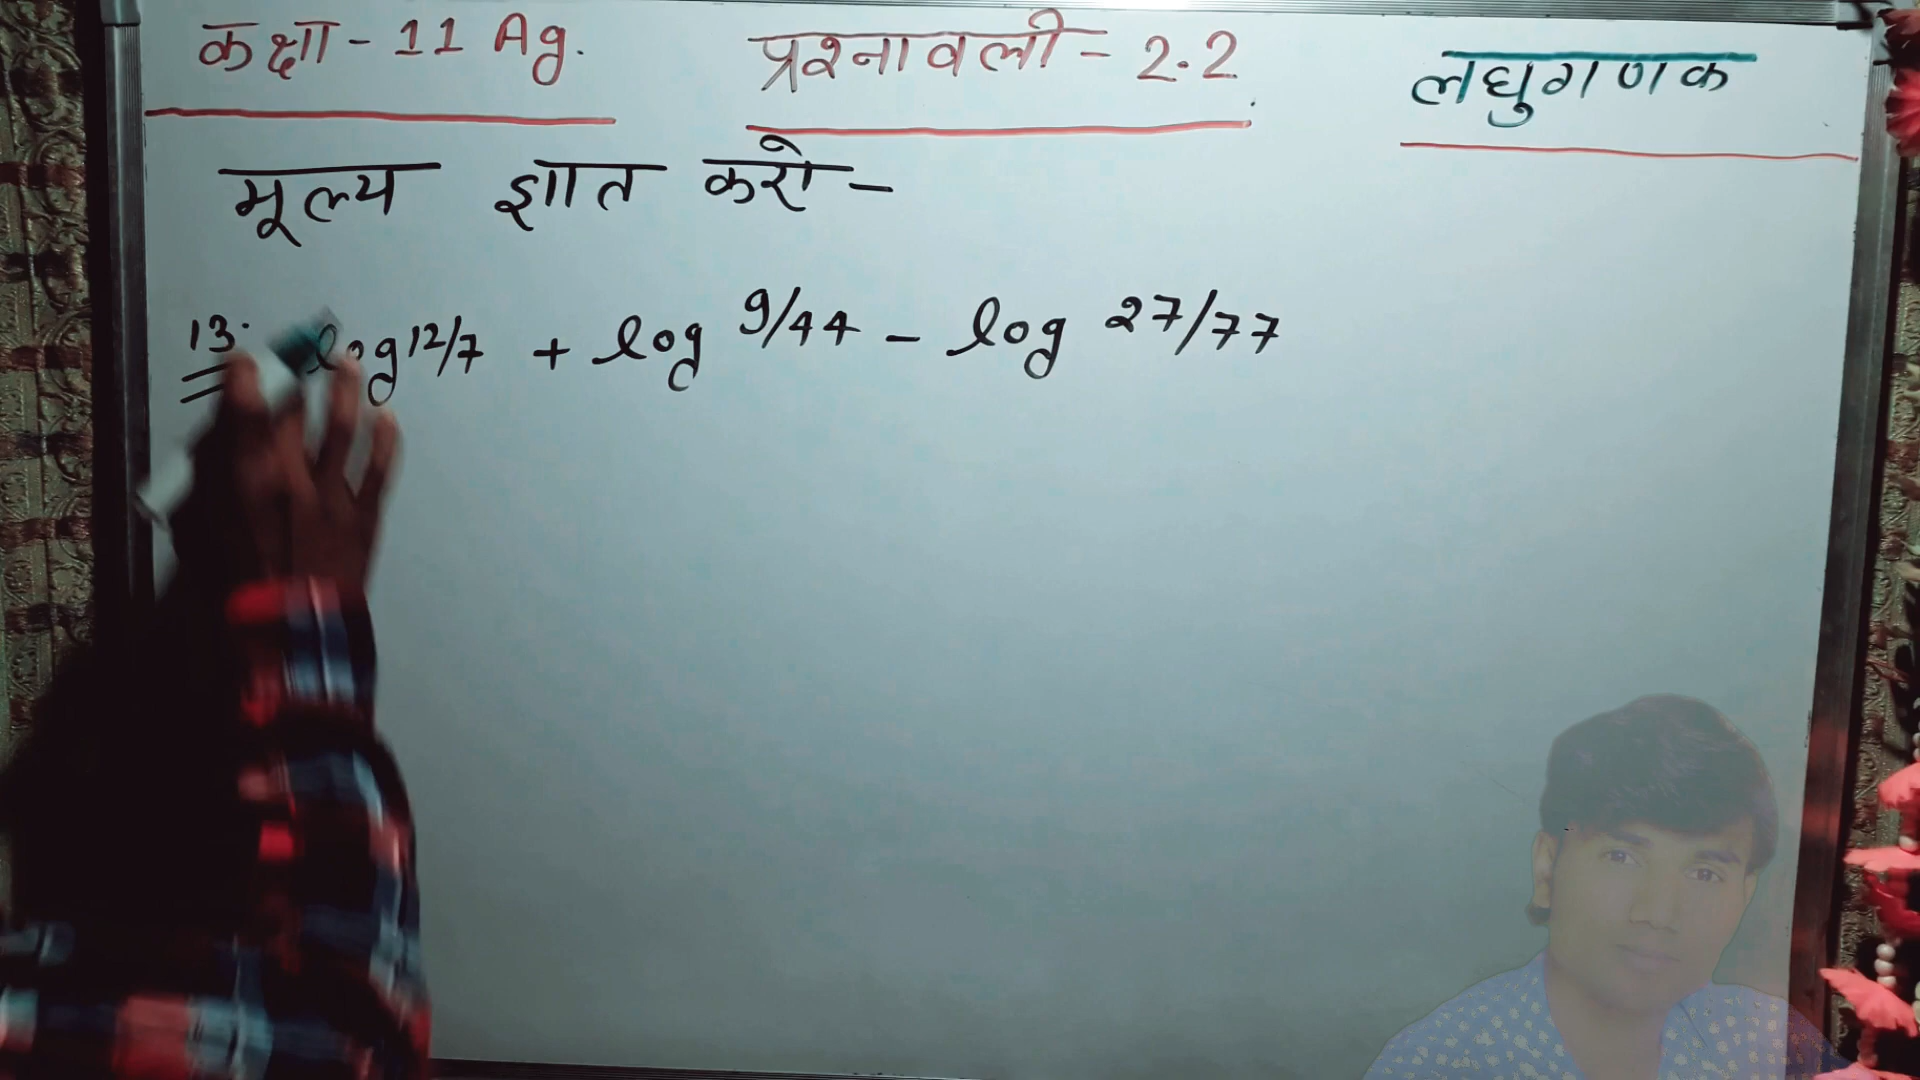 कक्षा - 11 Ag. प्रश्नावली - 2.2 लघुगणक
मूल्य ज्ञात करो -
13. log 12/7 + log 9/44 - log 27/77